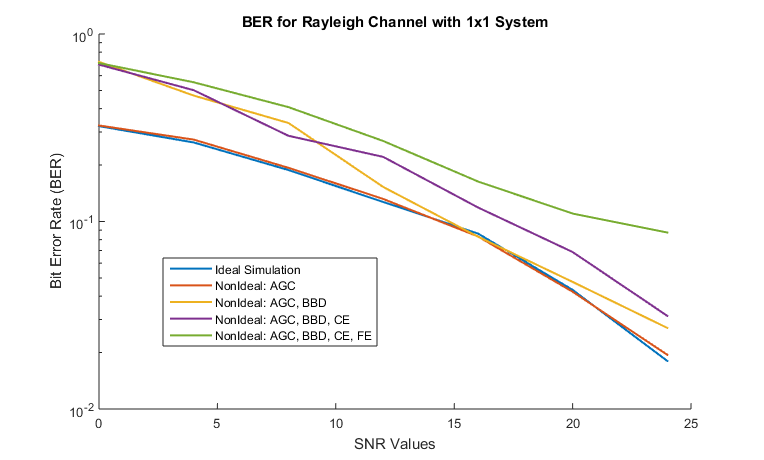 BER for Rayleigh Channel with 1x1 System
Bit Error Rate (BER)
10^0
10^-1
10^-2
Ideal Simulation
NonIdeal: AGC
NonIdeal: AGC, BBD
NonIdeal: AGC, BBD, CE
NonIdeal: AGC, BBD, CE, FE
0 5 10 15 20 25
SNR Values